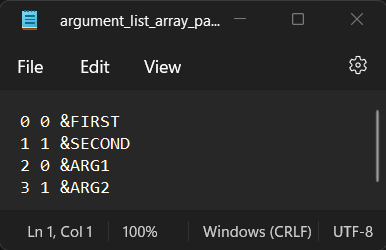 argument_list_array_pa...
File Edit View
0 0 &FIRST
1 1 &SECOND
2 0 &ARG1
3 1 &ARG2
Ln 1, Col 1 100% Windows (CRLF) UTF-8